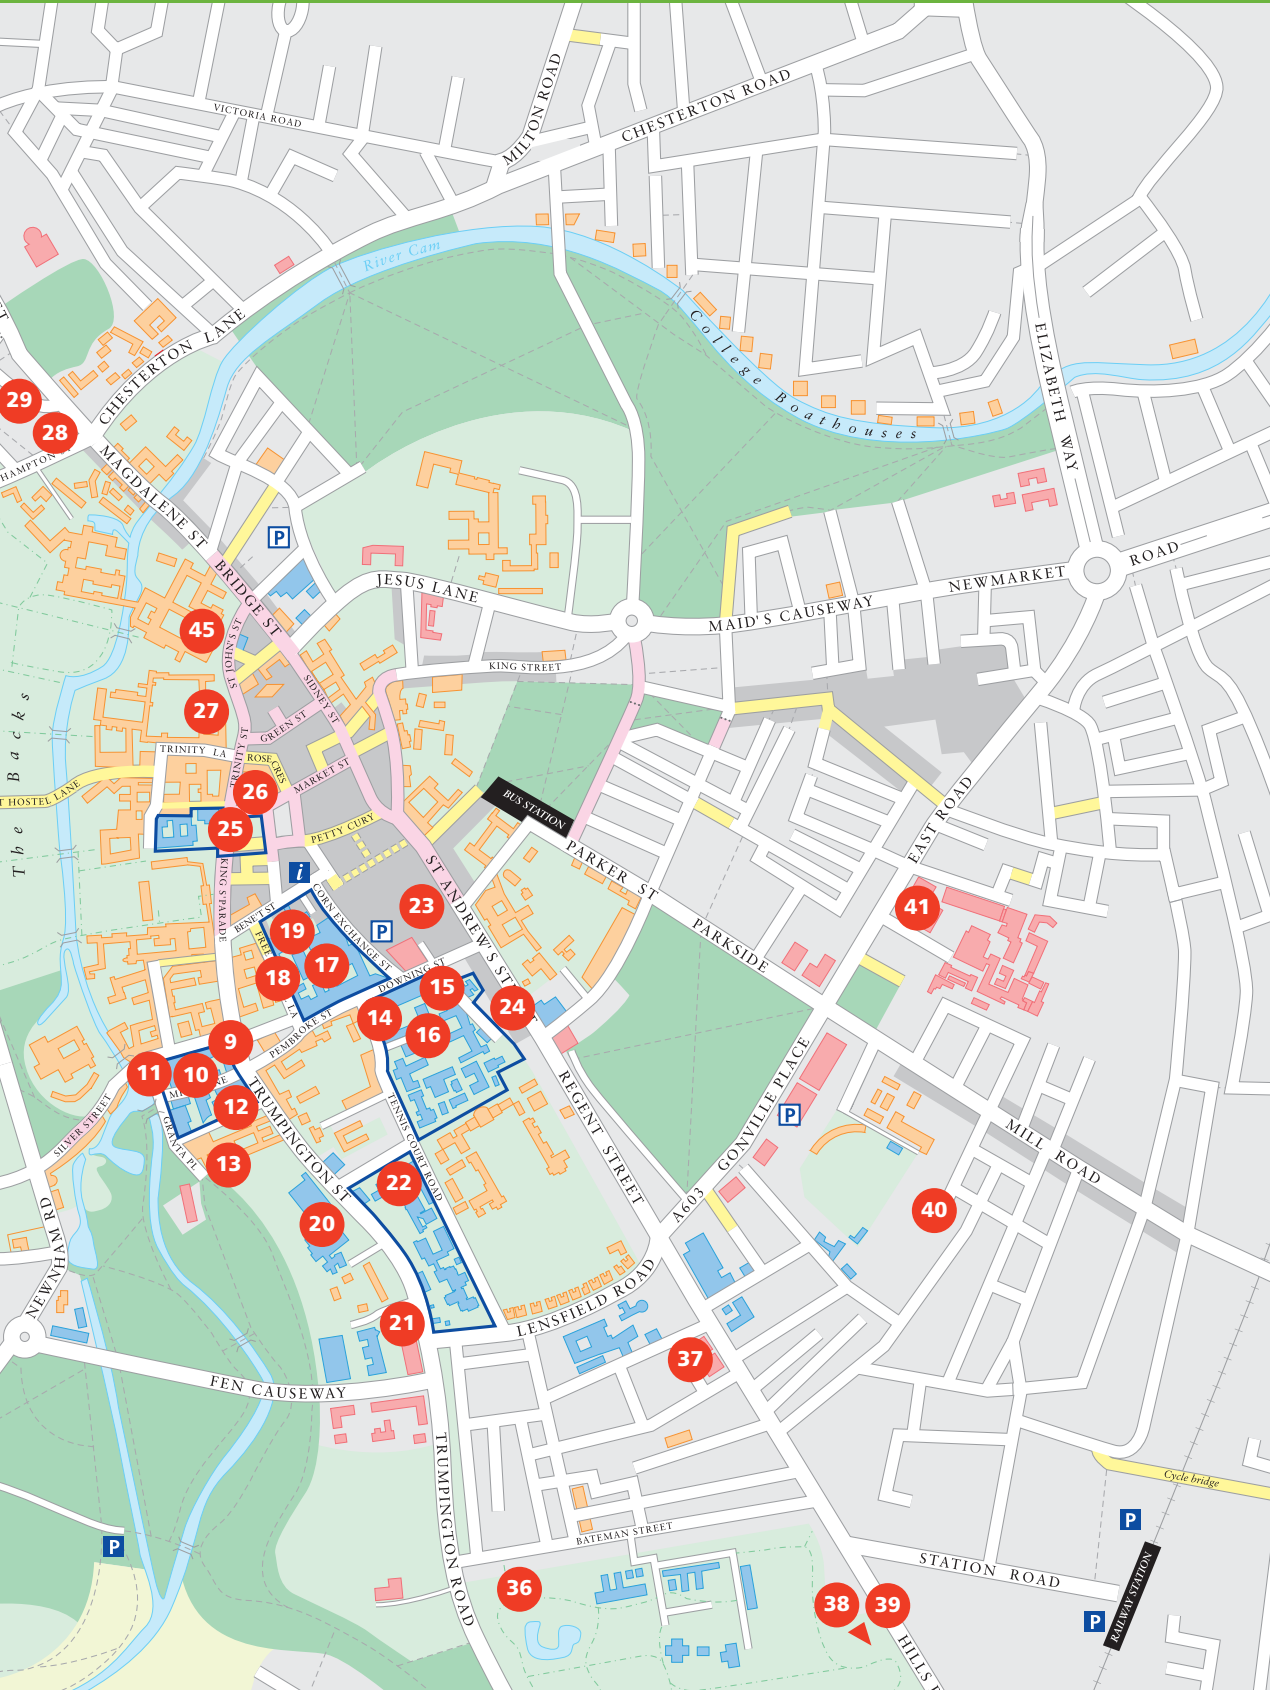 VICTORIA ROAD
MILTON ROAD
CHESTERTON ROAD
River Cam
College Boathouses
ELIZABETH WAY
CHESTERTON LANE
29
28
MAGDALENE ST
P
BRIDGE ST
JESUS LANE
NEWMARKET
ROAD
MAID'S CAUSEWAY
45
ST JOHN'S ST
KING STREET
SIDNEY ST
27
GREEN ST
The Backs
TRINITY LA
TRINITY ST
ROSE CRES
MARKET ST
T HOSTEL LANE
26
25
PETTY CURY
BUS STATION
EAST ROAD
PARKER ST
PARKSIDE
i
KING'S PARADE
BENE'T ST
CORN EXCHANGE ST
ST ANDREW'S ST
23
P
41
19
17
18
DOWNING ST
15
24
14
16
PEMBROKE ST
9
11
10
12
SILVER STREET
GRANTA PL
13
TRUMPINGTON ST
TENNIS COURT ROAD
REGENT STREET
GONVILLE PLACE
P
MILL ROAD
22
20
A603
40
NEWNHAM RD
LENSFIELD ROAD
21
37
FEN CAUSEWAY
TRUMPINGTON ROAD
Cycle bridge
BATEMAN STREET
P
P
STATION ROAD
RAILWAY STATION
36
38
39
P